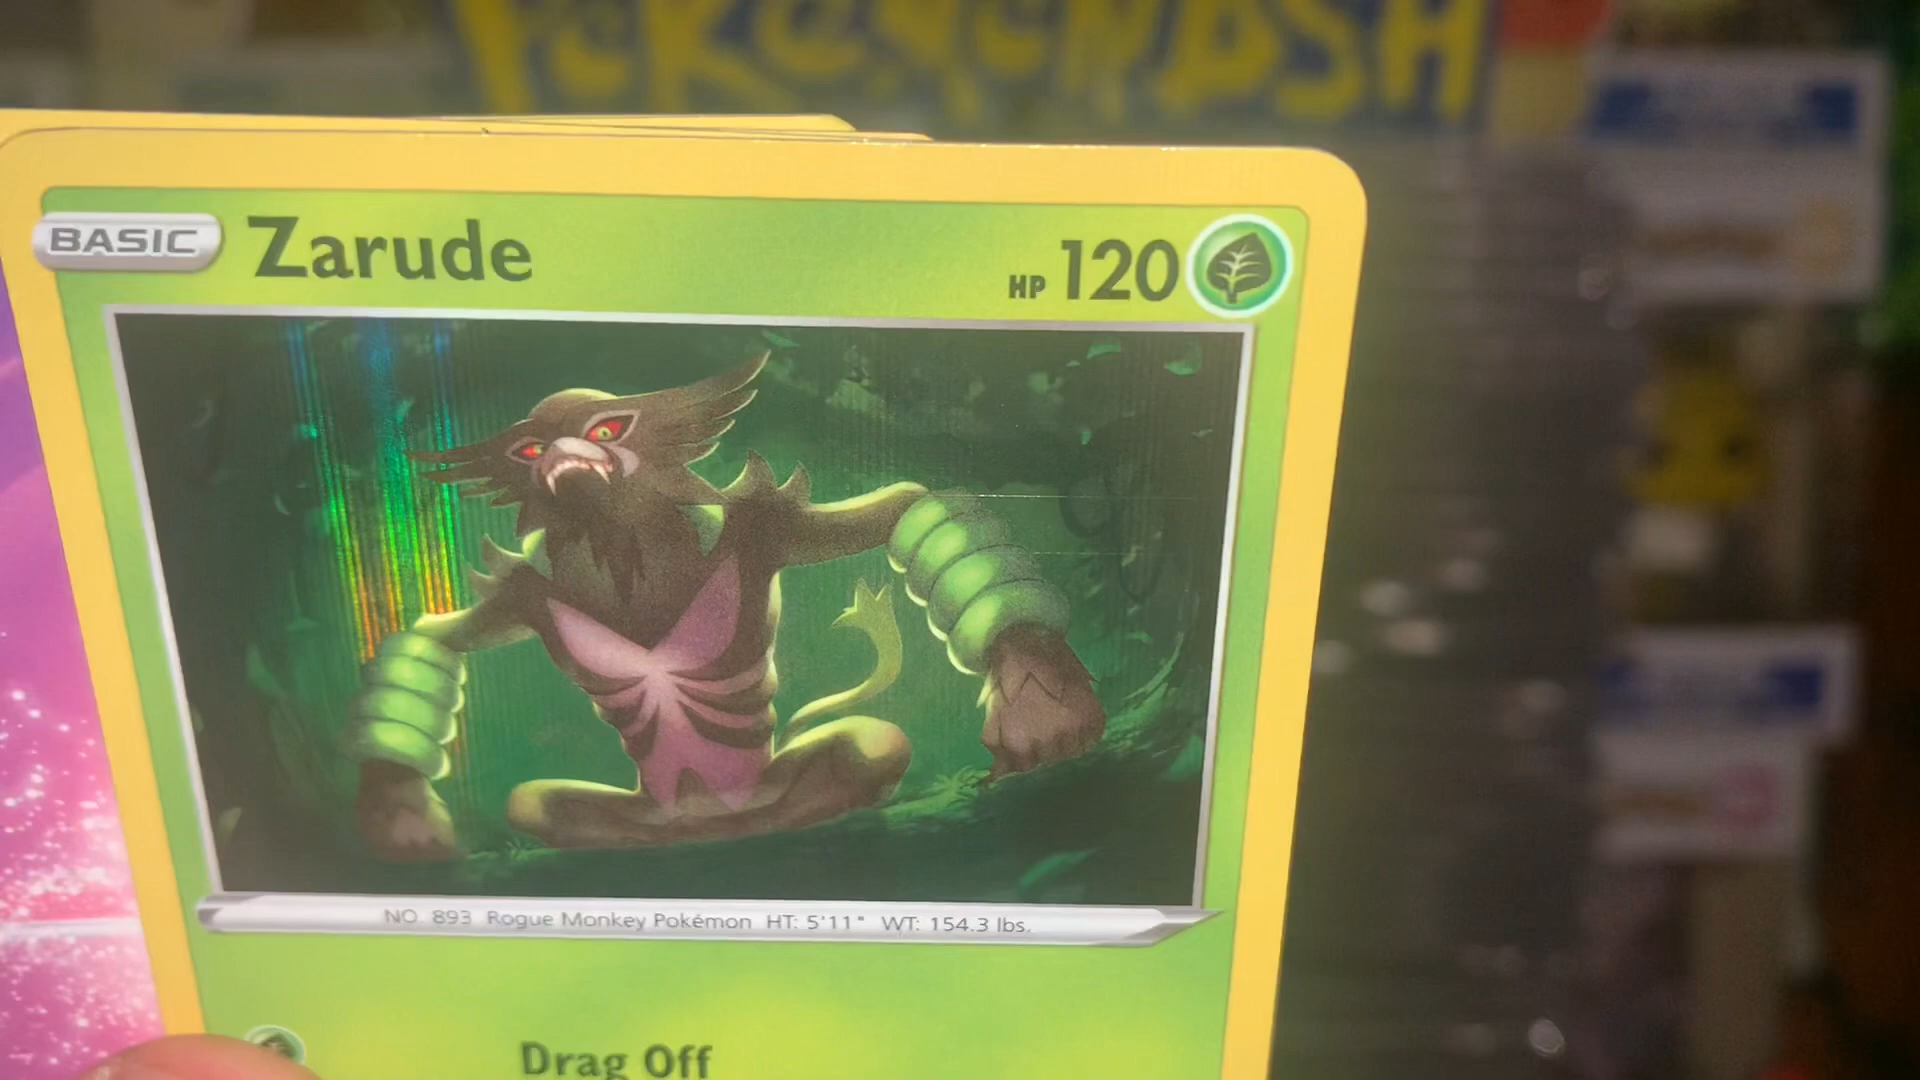 BASIC Zarude HP 120
NO. 893 Rogue Monkey Pokémon HT: 5'11" WT: 154.3 lbs.
Drag Off